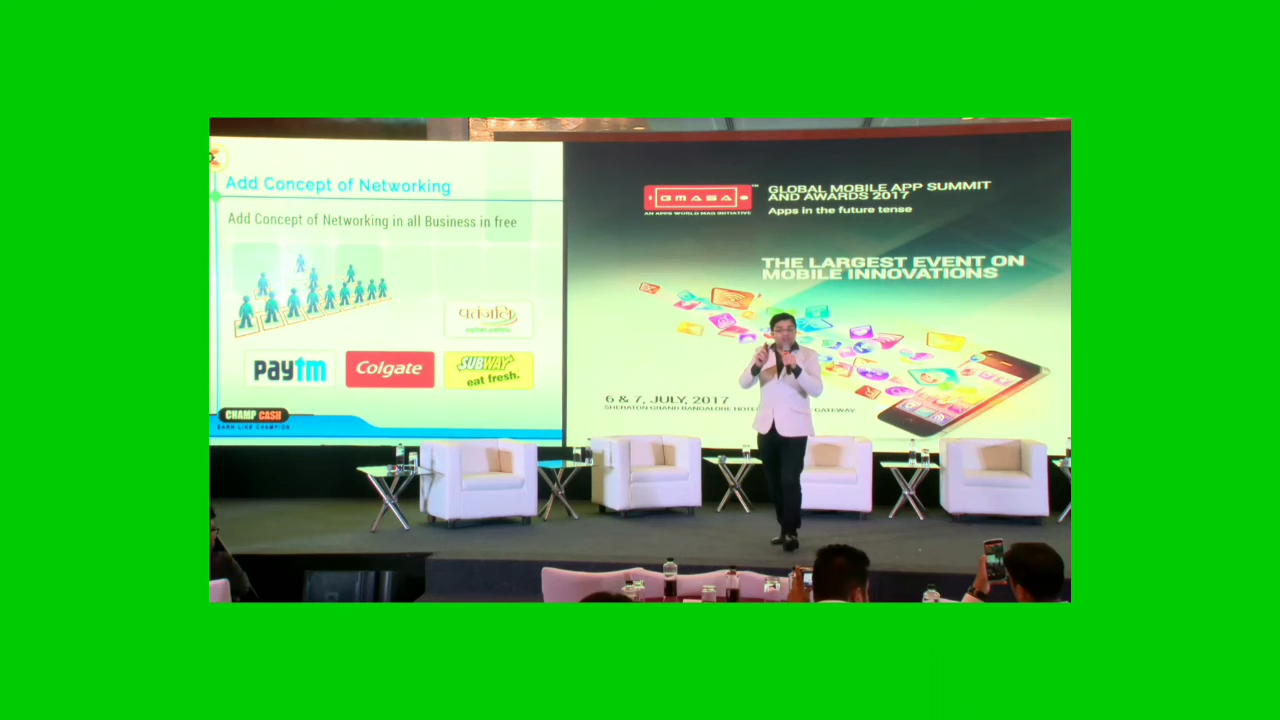 Add Concept of Networking
Add Concept of Networking in all Business in free
पतंजलि
paytm
Colgate
SUBWAY
eat fresh.
CHAMP CASH
EARN LIKE CHAMPION
GMASA
AN APPS WORLD MAG INITIATIVE
GLOBAL MOBILE APP SUMMIT
AND AWARDS 2017
Apps in the future tense
THE LARGEST EVENT ON
MOBILE INNOVATIONS
6 & 7, JULY, 2017
SHERATON GRAND BANGALORE HOTEL GATEWAY